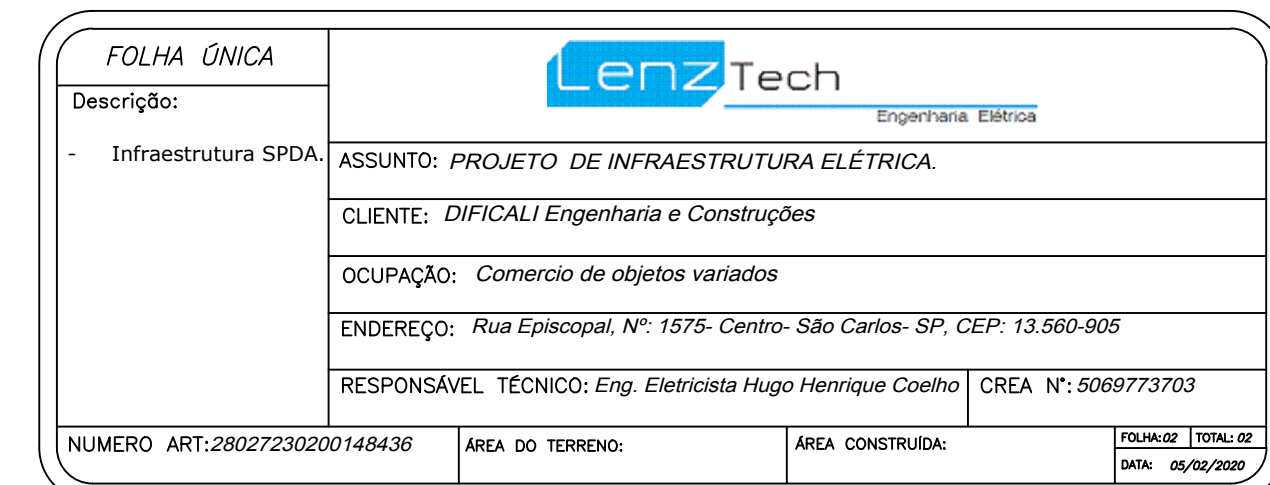 FOLHA ÚNICA
Descrição:
- Infraestrutura SPDA.
Lenz Tech
Engenharia Elétrica
ASSUNTO: PROJETO DE INFRAESTRUTURA ELÉTRICA.
CLIENTE: DIFICALI Engenharia e Construções
OCUPAÇÃO: Comercio de objetos variados
ENDEREÇO: Rua Episcopal, Nº: 1575- Centro- São Carlos- SP, CEP: 13.560-905
RESPONSÁVEL TÉCNICO: Eng. Eletricista Hugo Henrique Coelho CREA N°: 5069773703
NUMERO ART:28027230200148436 ÁREA DO TERRENO: ÁREA CONSTRUÍDA: FOLHA:02 TOTAL: 02
DATA: 05/02/2020